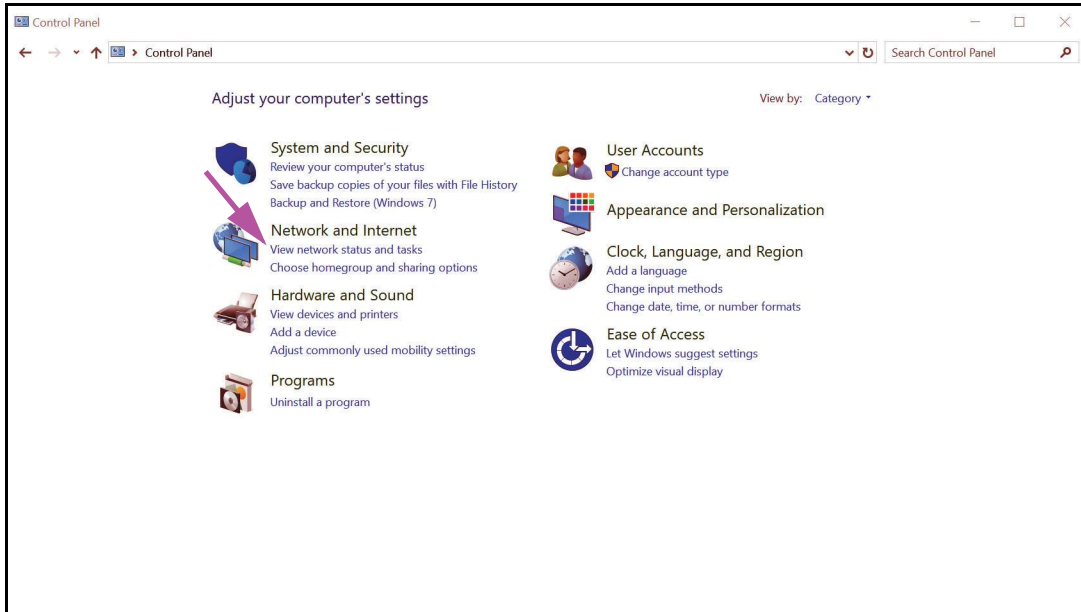 Control Panel
Control Panel
Search Control Panel
Adjust your computer's settings
View by: Category
System and Security
Review your computer's status
Save backup copies of your files with File History
Backup and Restore (Windows 7)
Network and Internet
View network status and tasks
Choose homegroup and sharing options
Hardware and Sound
View devices and printers
Add a device
Adjust commonly used mobility settings
Programs
Uninstall a program
User Accounts
Change account type
Appearance and Personalization
Clock, Language, and Region
Add a language
Change input methods
Change date, time, or number formats
Ease of Access
Let Windows suggest settings
Optimize visual display